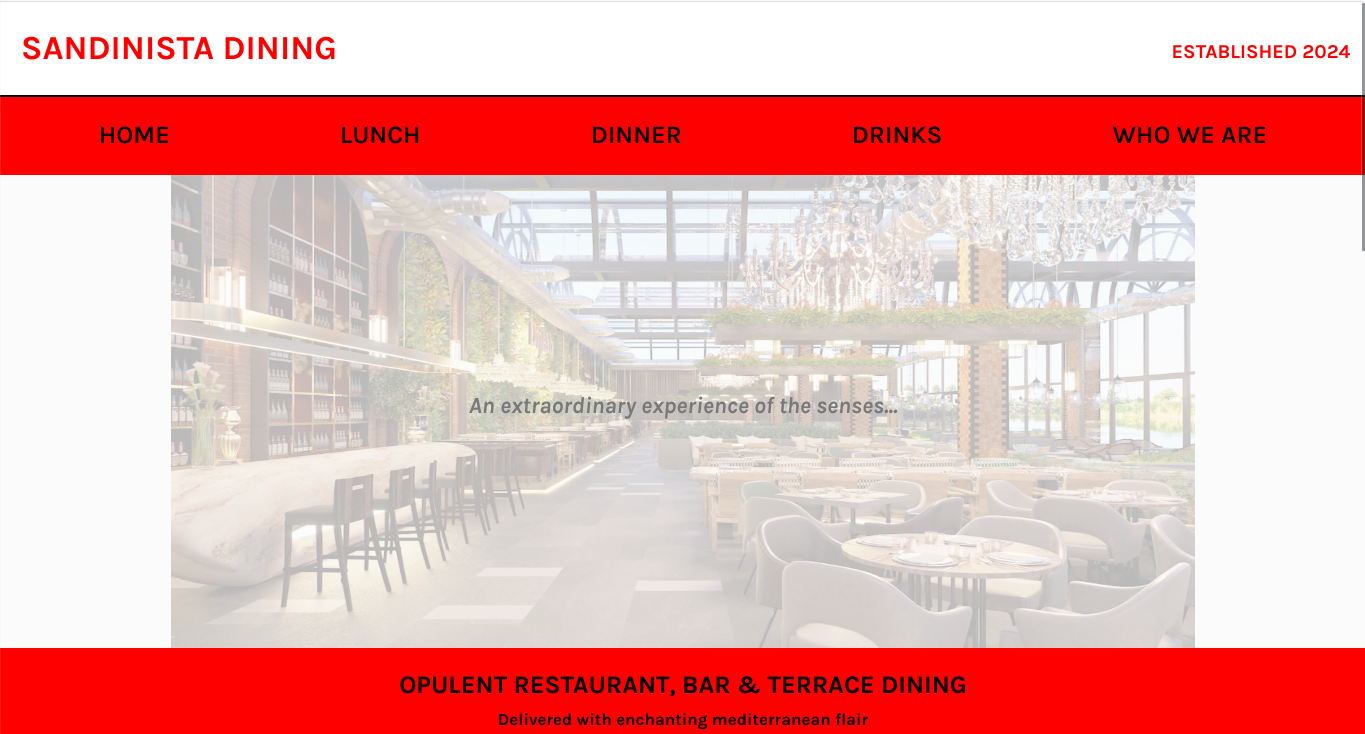 SANDINISTA DINING
ESTABLISHED 2024
HOME LUNCH DINNER DRINKS WHO WE ARE
An extraordinary experience of the senses...
OPULENT RESTAURANT, BAR & TERRACE DINING
Delivered with enchanting mediterranean flair